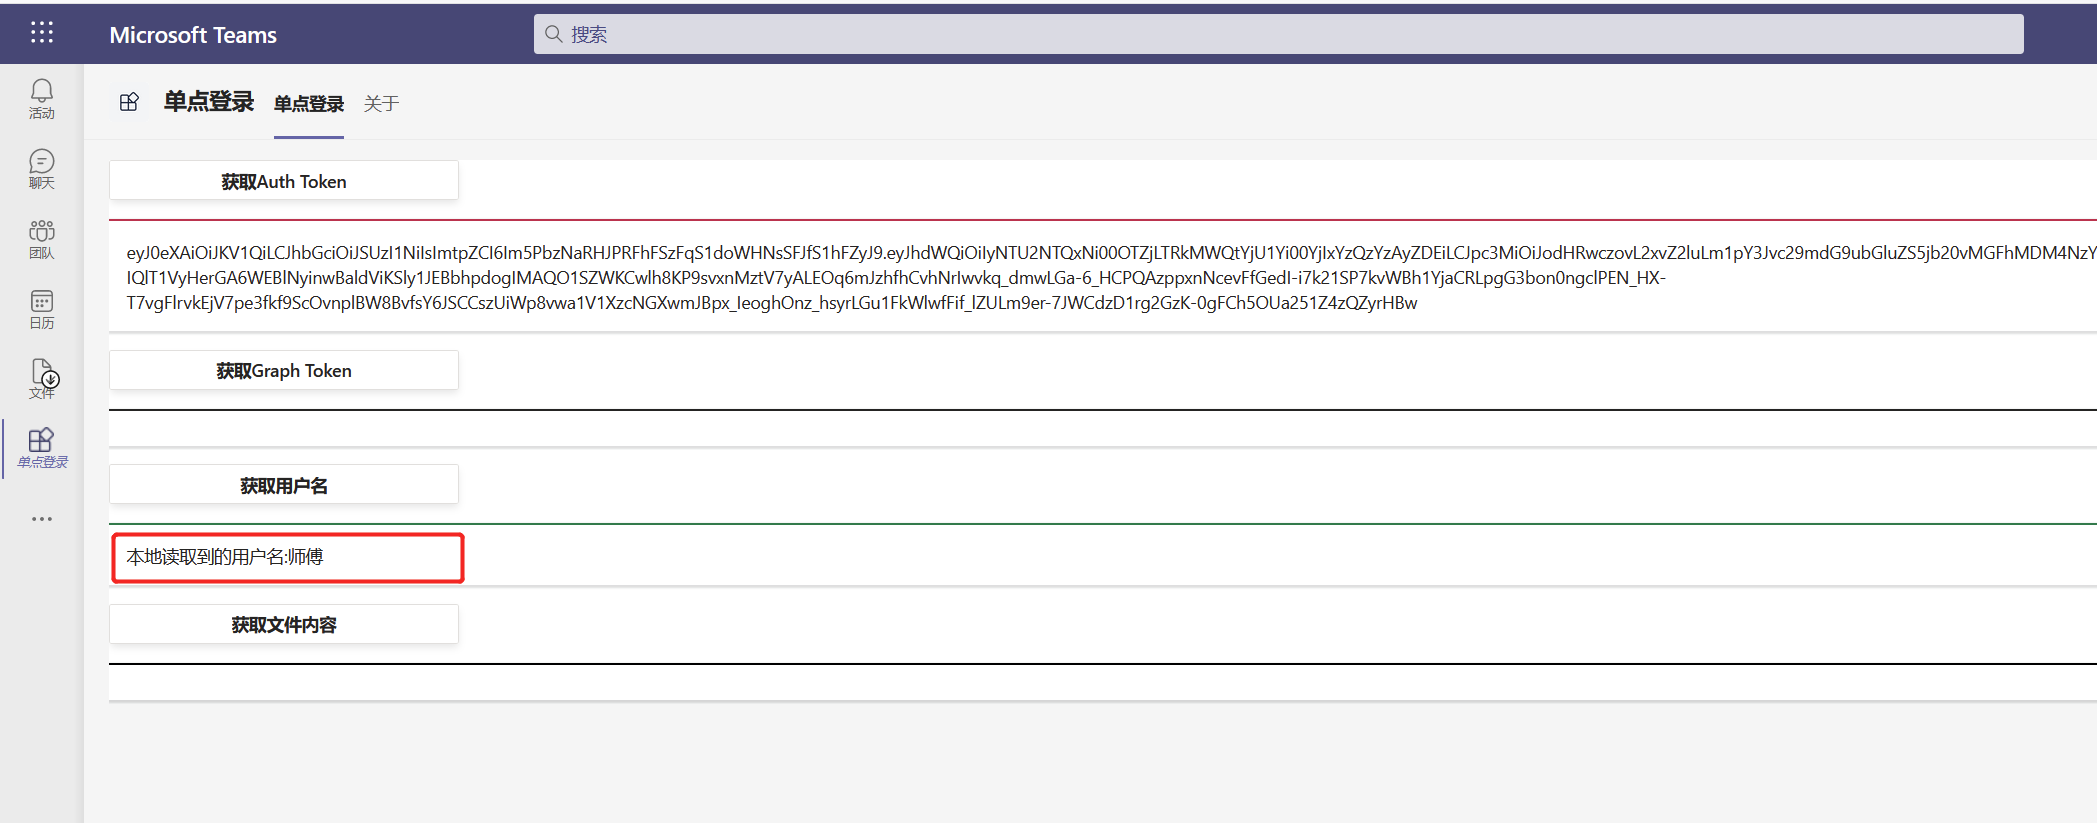 Microsoft Teams
搜索
活动
聊天
团队
日历
文件
单点登录
单点登录
单点登录
关于
获取Auth Token
eyJ0eXAiOiJKV1QiLCJhbGciOiJSUzI1NiIsImtpZCI6Im5PbzNaRHJPRFhFSzFqS1doWHNsSFJfS1hFZyJ9.eyJhdWQiOiIyNTU2NTQxNi00OTZjLTRkMWQtYjU1Yi00YjIxYzQzYzAyZDEiLCJpc3MiOiJodHRwczovL2xvZ2luLm1pY3Jvc29mdG9ubGluZS5jb20vMGFhMDM4NzY
IQIT1VyHerGA6WEBlNyinwBaldViKSly1JEBbhpdogIMAQO1SZWKCwlh8KP9svxnMztV7yALEOq6mJzhfhCvhNrIwvkq_dmwLGa-6_HCPQAzppxnNcevFfGedI-i7k21SP7kvWBh1YjaCRLpgG3bon0ngclPEN_HX-
T7vgFlrvkEjV7pe3fkf9ScOvnplBW8BvfsY6JSCCszUiWp8vwa1V1XzcNGXwmJBpx_IeoghOnz_hsyrLGu1FkWlwfFif_lZULm9er-7JWCdzD1rg2GzK-0gFCh5OUa251Z4zQZyrHBw
获取Graph Token
获取用户名
本地读取到的用户名:师傅
获取文件内容